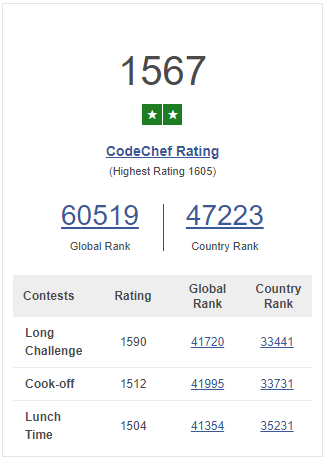 1567
★★
CodeChef Rating
(Highest Rating 1605)
60519 47223
Global Rank Country Rank
Contests Rating Global Rank Country Rank
Long Challenge 1590 41720 33441
Cook-off 1512 41995 33731
Lunch Time 1504 41354 35231